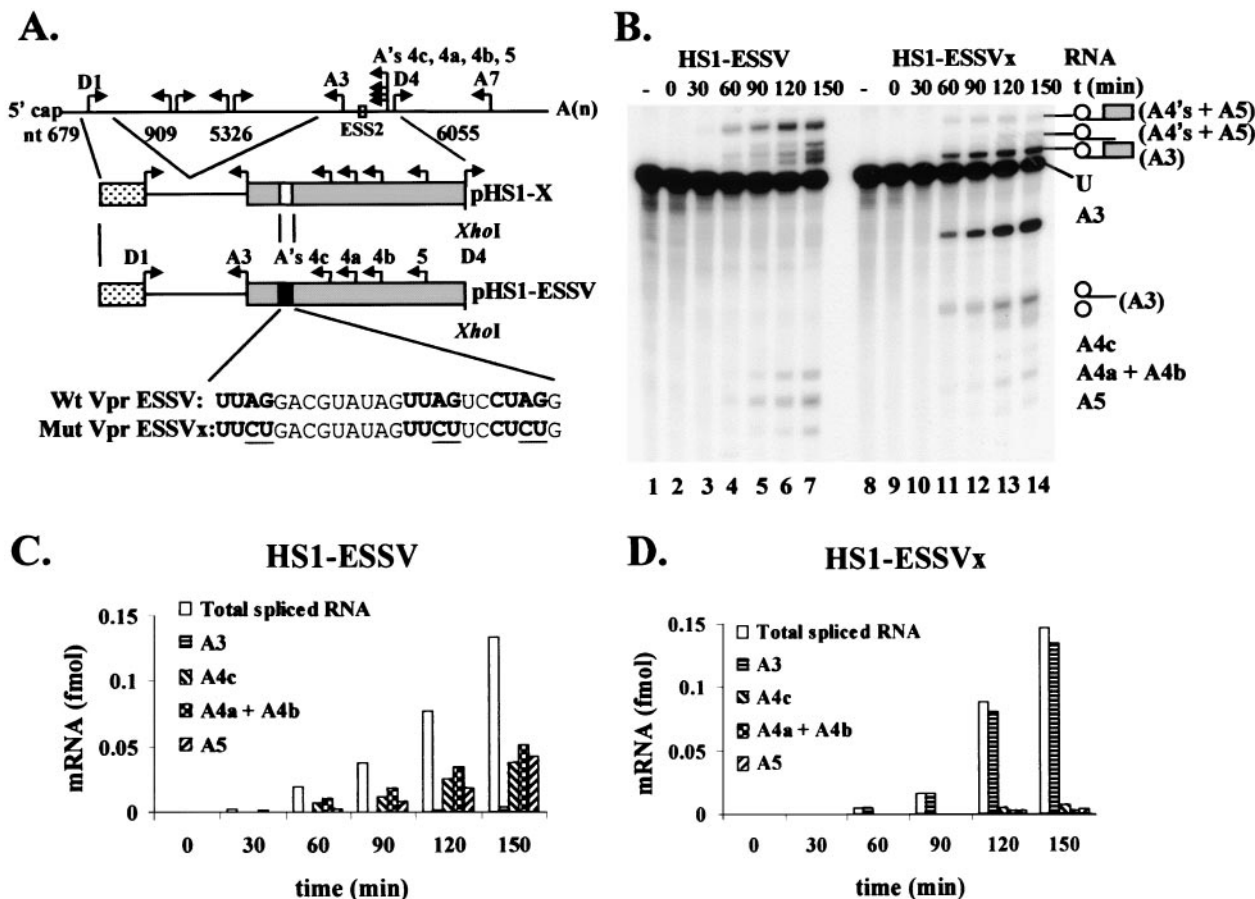 A.
A's 4c, 4a, 4b, 5
D1
A3
D4
A7
5' cap
A(n)
nt 679
909
5326
ESS2
6055
pHS1-X
XhoI
D1
A3
A's 4c
4a
4b
5
D4
pHS1-ESSV
XhoI
Wt Vpr ESSV: UUAGGACGUAUAGUUAGUCCUAGG
Mut Vpr ESSVx:UUCUGACGUAUAGUUCUUCCUCUG
B.
HS1-ESSV
HS1-ESSVx
RNA
- 0 30 60 90 120 150
- 0 30 60 90 120 150
t (min)
(A4's + A5)
(A4's + A5)
(A3)
U
A3
(A3)
A4c
A4a + A4b
A5
1 2 3 4 5 6 7 8 9 10 11 12 13 14
C.
HS1-ESSV
Total spliced RNA
A3
A4c
A4a + A4b
A5
mRNA (fmol)
0.15
0.1
0.05
0
0 30 60 90 120 150
time (min)
D.
HS1-ESSVx
Total spliced RNA
A3
A4c
A4a + A4b
A5
mRNA (fmol)
0.15
0.1
0.05
0
0 30 60 90 120 150
time (min)